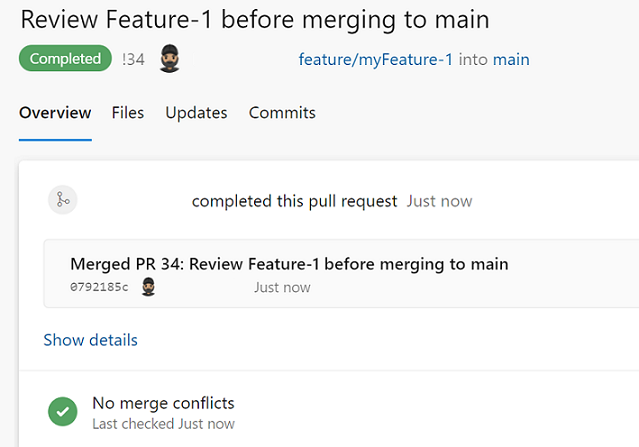 Review Feature-1 before merging to main
Completed !34 feature/myFeature-1 into main
Overview Files Updates Commits
completed this pull request Just now
Merged PR 34: Review Feature-1 before merging to main
0792185c Just now
Show details
No merge conflicts
Last checked Just now